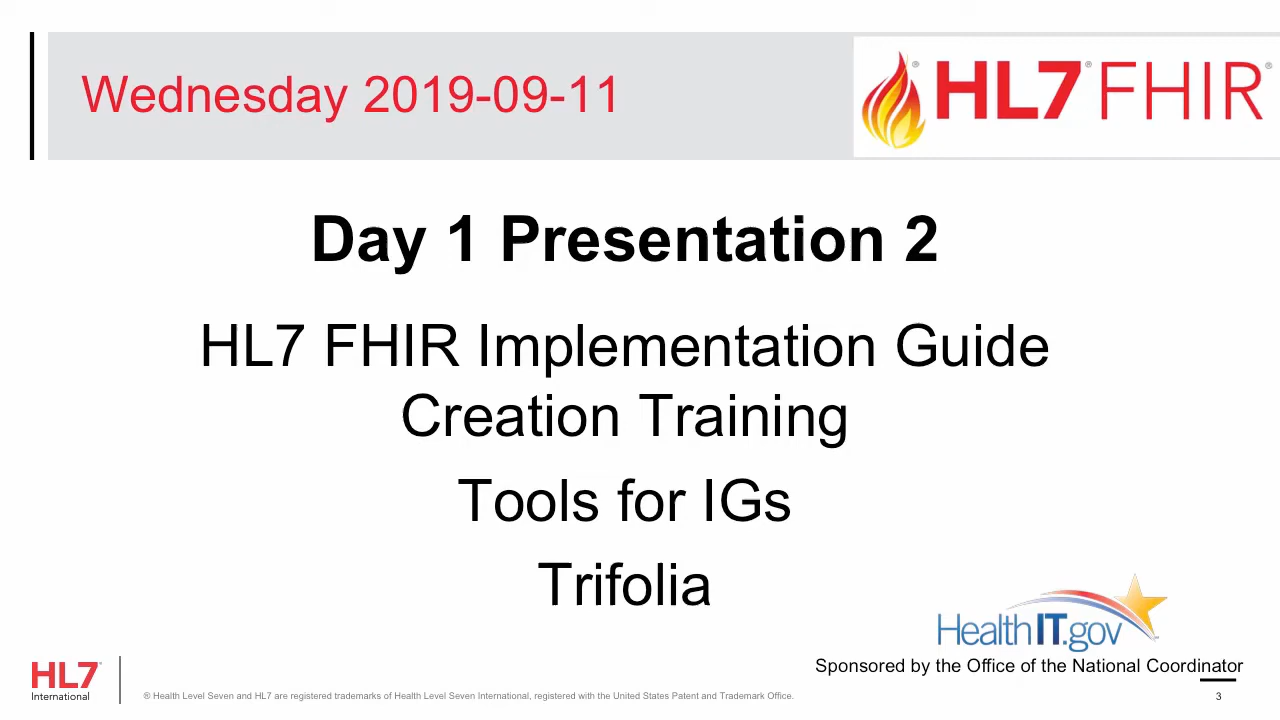 Wednesday 2019-09-11
® HL7® FHIR®
Day 1 Presentation 2
HL7 FHIR Implementation Guide
Creation Training
Tools for IGs
Trifolia
HealthIT.gov
Sponsored by the Office of the National Coordinator
HL7®
International
® Health Level Seven and HL7 are registered trademarks of Health Level Seven International, registered with the United States Patent and Trademark Office.
3